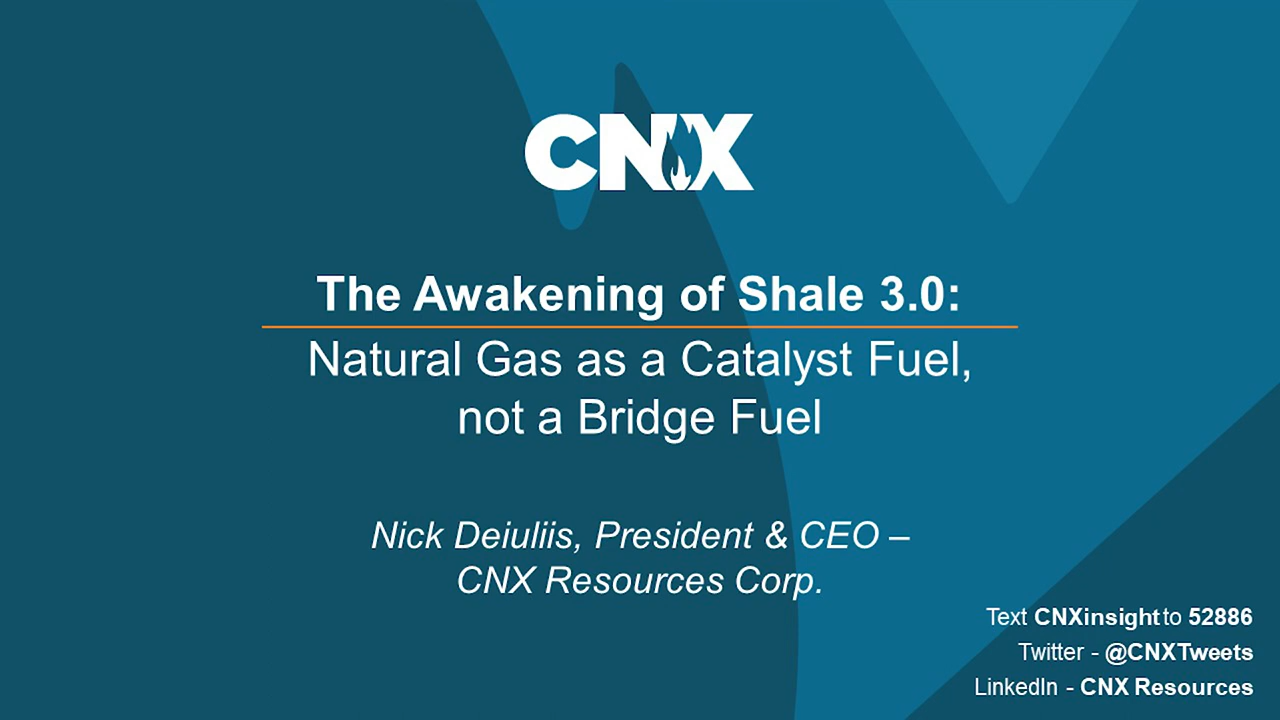 CNX
The Awakening of Shale 3.0:
Natural Gas as a Catalyst Fuel,
not a Bridge Fuel
Nick Deiuliis, President & CEO –
CNX Resources Corp.
Text CNXinsight to 52886
Twitter - @CNXTweets
LinkedIn - CNX Resources